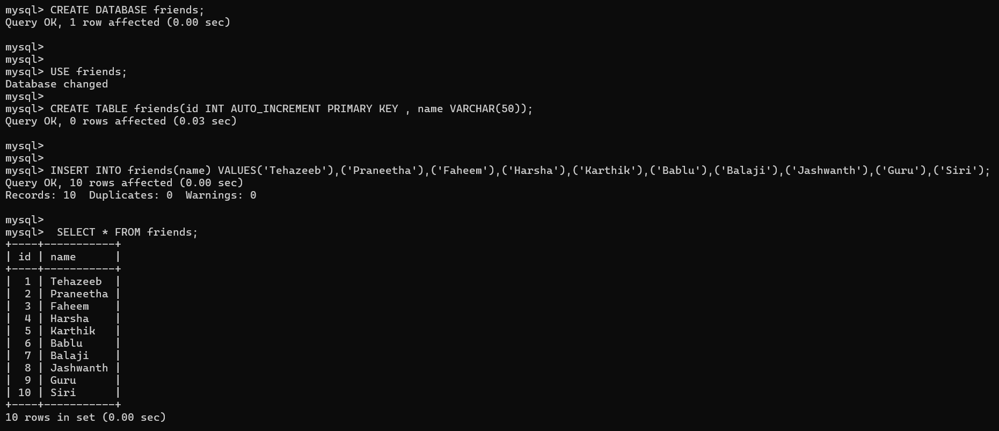 mysql> CREATE DATABASE friends;
Query OK, 1 row affected (0.00 sec)

mysql>
mysql>
mysql> USE friends;
Database changed
mysql>
mysql> CREATE TABLE friends(id INT AUTO_INCREMENT PRIMARY KEY , name VARCHAR(50));
Query OK, 0 rows affected (0.03 sec)

mysql>
mysql>
mysql> INSERT INTO friends(name) VALUES('Tehazeeb'),('Praneetha'),('Faheem'),('Harsha'),('Karthik'),('Bablu'),('Balaji'),('Jashwanth'),('Guru'),('Siri');
Query OK, 10 rows affected (0.00 sec)
Records: 10  Duplicates: 0  Warnings: 0

mysql>
mysql>  SELECT * FROM friends;
+----+-----------+
| id | name      |
+----+-----------+
|  1 | Tehazeeb  |
|  2 | Praneetha |
|  3 | Faheem    |
|  4 | Harsha    |
|  5 | Karthik   |
|  6 | Bablu     |
|  7 | Balaji    |
|  8 | Jashwanth |
|  9 | Guru      |
| 10 | Siri      |
+----+-----------+
10 rows in set (0.00 sec)